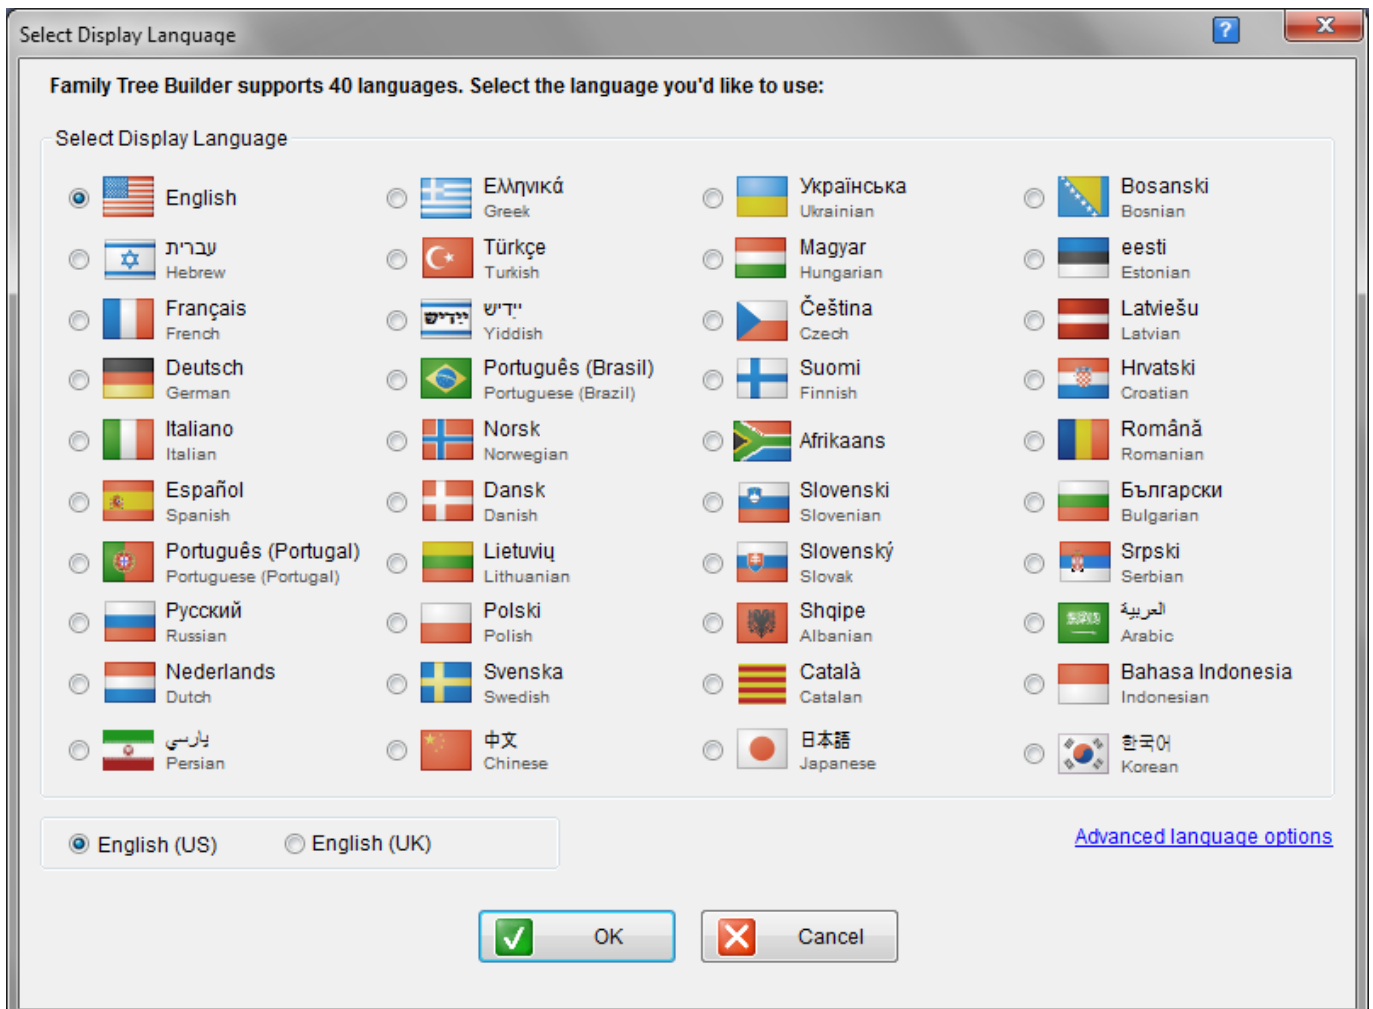 Select Display Language
Family Tree Builder supports 40 languages. Select the language you'd like to use:
Select Display Language
English
עברית
Hebrew
Français
French
Deutsch
German
Italiano
Italian
Español
Spanish
Português (Portugal)
Portuguese (Portugal)
Русский
Russian
Nederlands
Dutch
پارسي
Persian
Ελληνικά
Greek
Türkçe
Turkish
ייִדיש
ייִדיש
Yiddish
Português (Brasil)
Portuguese (Brazil)
Norsk
Norwegian
Dansk
Danish
Lietuvių
Lithuanian
Polski
Polish
Svenska
Swedish
中文
Chinese
Українська
Ukrainian
Magyar
Hungarian
Čeština
Czech
Suomi
Finnish
Afrikaans
Slovenski
Slovenian
Slovenský
Slovak
Shqipe
Albanian
Català
Catalan
日本語
Japanese
Bosanski
Bosnian
eesti
Estonian
Latviešu
Latvian
Hrvatski
Croatian
Română
Romanian
Български
Bulgarian
Srpski
Serbian
العربية
Arabic
Bahasa Indonesia
Indonesian
한국어
Korean
English (US)
English (UK)
Advanced language options
OK
Cancel